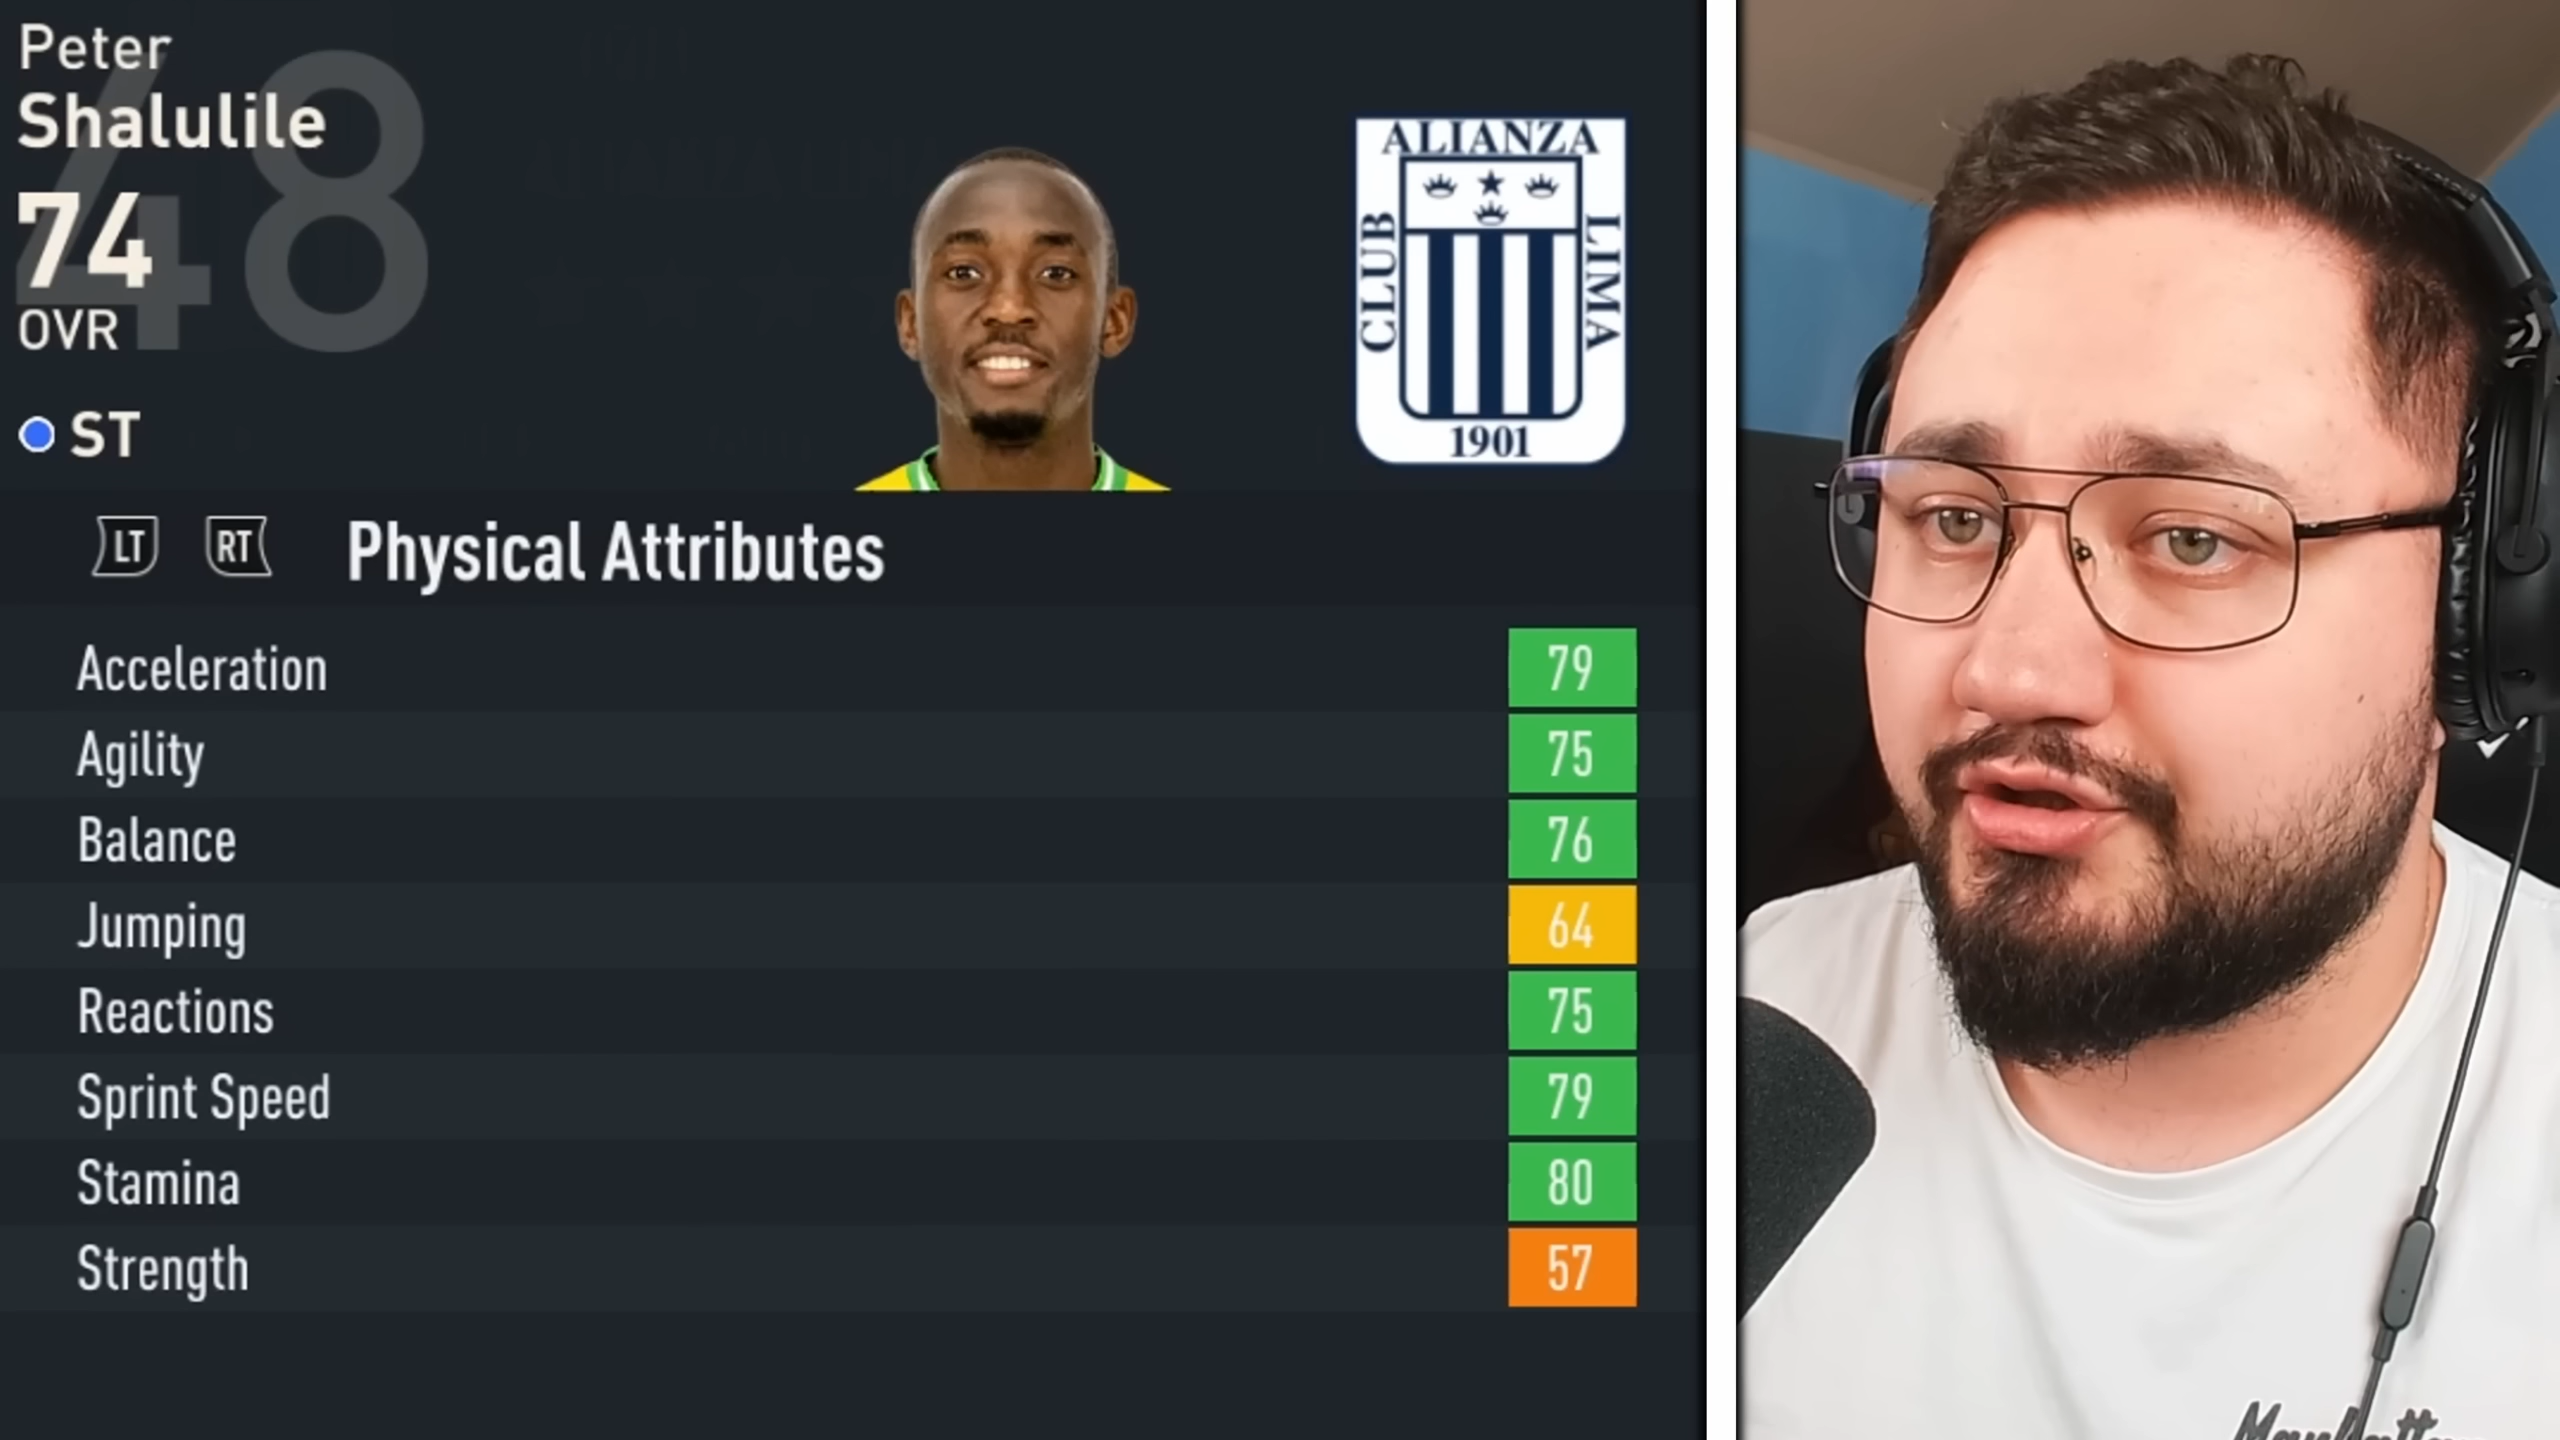 Peter
Shalulile
48
74
OVR
ST
ALIANZA
CLUB
LIMA
1901
LT RT Physical Attributes
Acceleration 79
Agility 75
Balance 76
Jumping 64
Reactions 75
Sprint Speed 79
Stamina 80
Strength 57